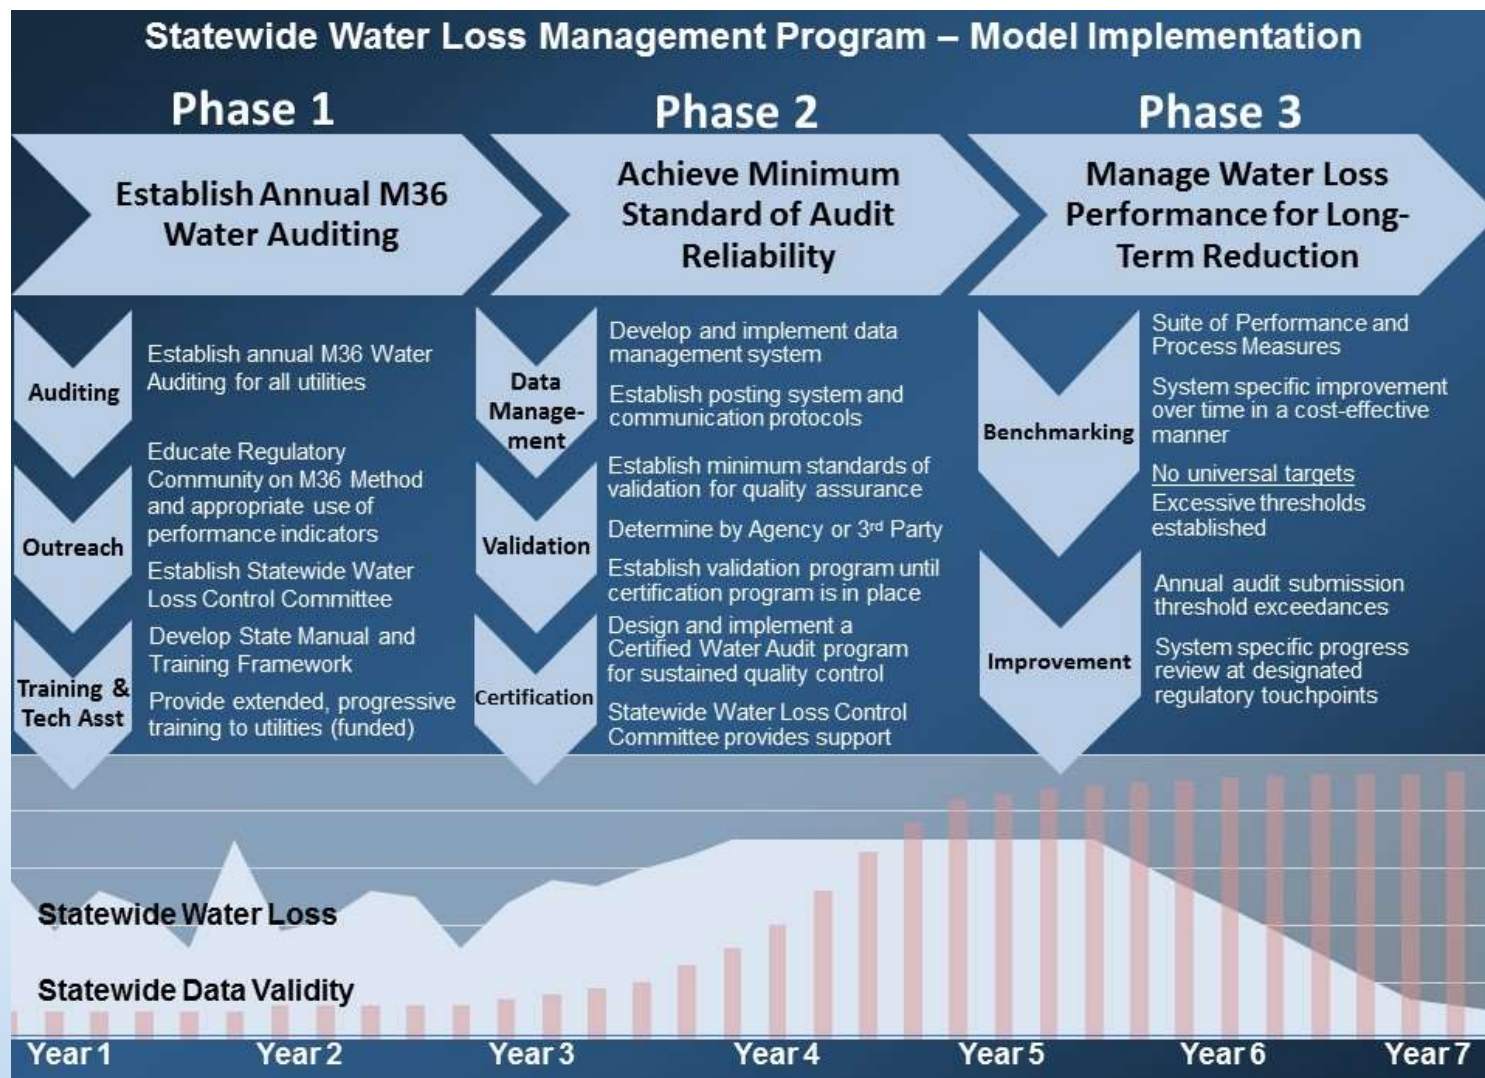 Statewide Water Loss Management Program – Model Implementation
Phase 1
Establish Annual M36
Water Auditing
Auditing
Establish annual M36 Water
Auditing for all utilities
Outreach
Educate Regulatory
Community on M36 Method
and appropriate use of
performance indicators
Establish Statewide Water
Loss Control Committee
Training &
Tech Asst
Develop State Manual and
Training Framework
Provide extended, progressive
training to utilities (funded)
Phase 2
Achieve Minimum
Standard of Audit
Reliability
Data
Manage-
ment
Develop and implement data
management system
Establish posting system and
communication protocols
Validation
Establish minimum standards of
validation for quality assurance
Determine by Agency or 3rd Party
Establish validation program until
certification program is in place
Certification
Design and implement a
Certified Water Audit program
for sustained quality control
Statewide Water Loss Control
Committee provides support
Phase 3
Manage Water Loss
Performance for Long-
Term Reduction
Benchmarking
Suite of Performance and
Process Measures
System specific improvement
over time in a cost-effective
manner
No universal targets
Excessive thresholds
established
Improvement
Annual audit submission
threshold exceedances
System specific progress
review at designated
regulatory touchpoints
Statewide Water Loss
Statewide Data Validity
Year 1 Year 2 Year 3 Year 4 Year 5 Year 6 Year 7